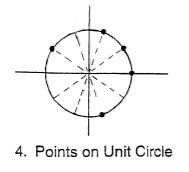 4. Points on Unit Circle